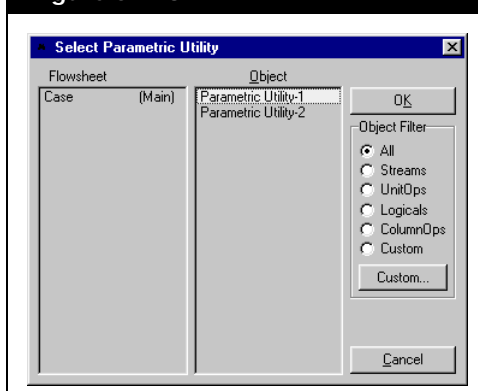 Select Parametric Utility
Flowsheet
Object
Case (Main)
Parametric Utility-1
Parametric Utility-2
OK
Object Filter
All
Streams
UnitOps
Logicals
ColumnOps
Custom
Custom...
Cancel